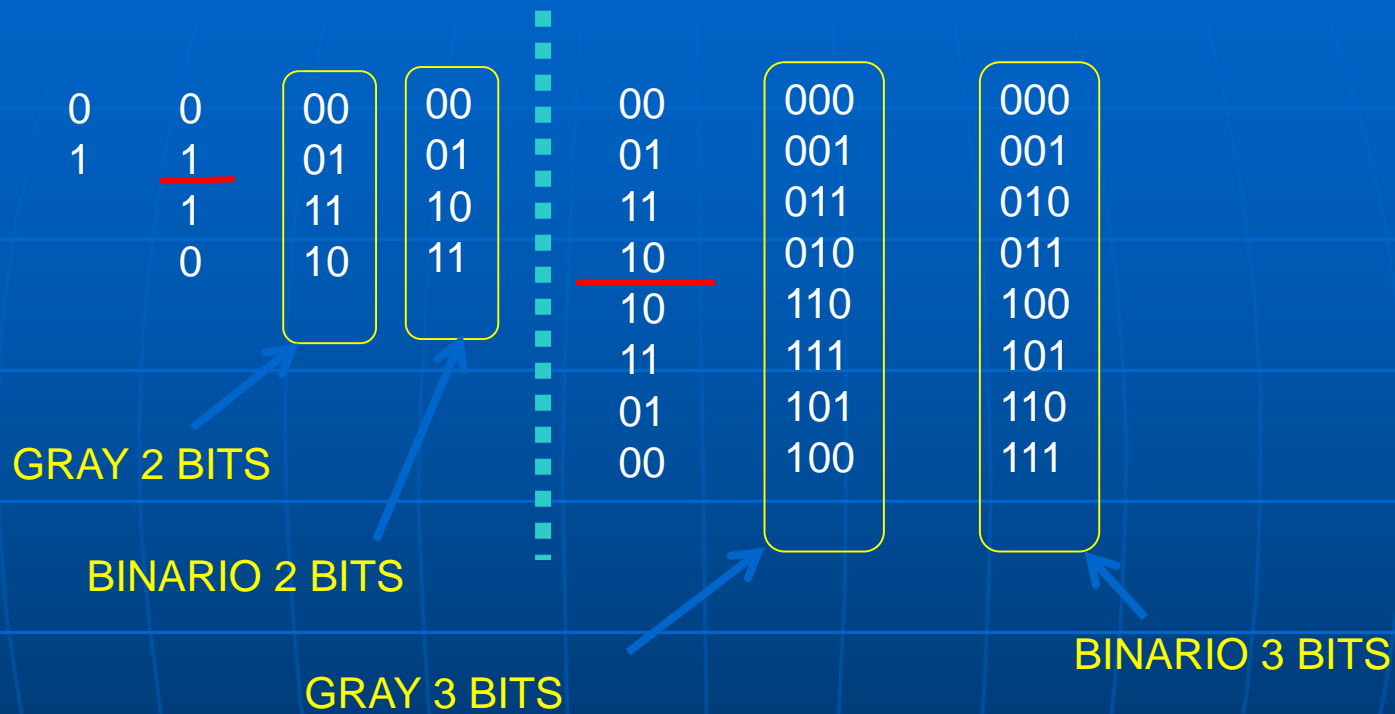 0 0 00 00 00 000 000
1 1 01 01 01 001 001
1 11 10 11 011 010
0 10 11 10 010 011
10 110 100
11 111 101
01 101 110
00 100 111
GRAY 2 BITS
BINARIO 2 BITS
BINARIO 3 BITS
GRAY 3 BITS